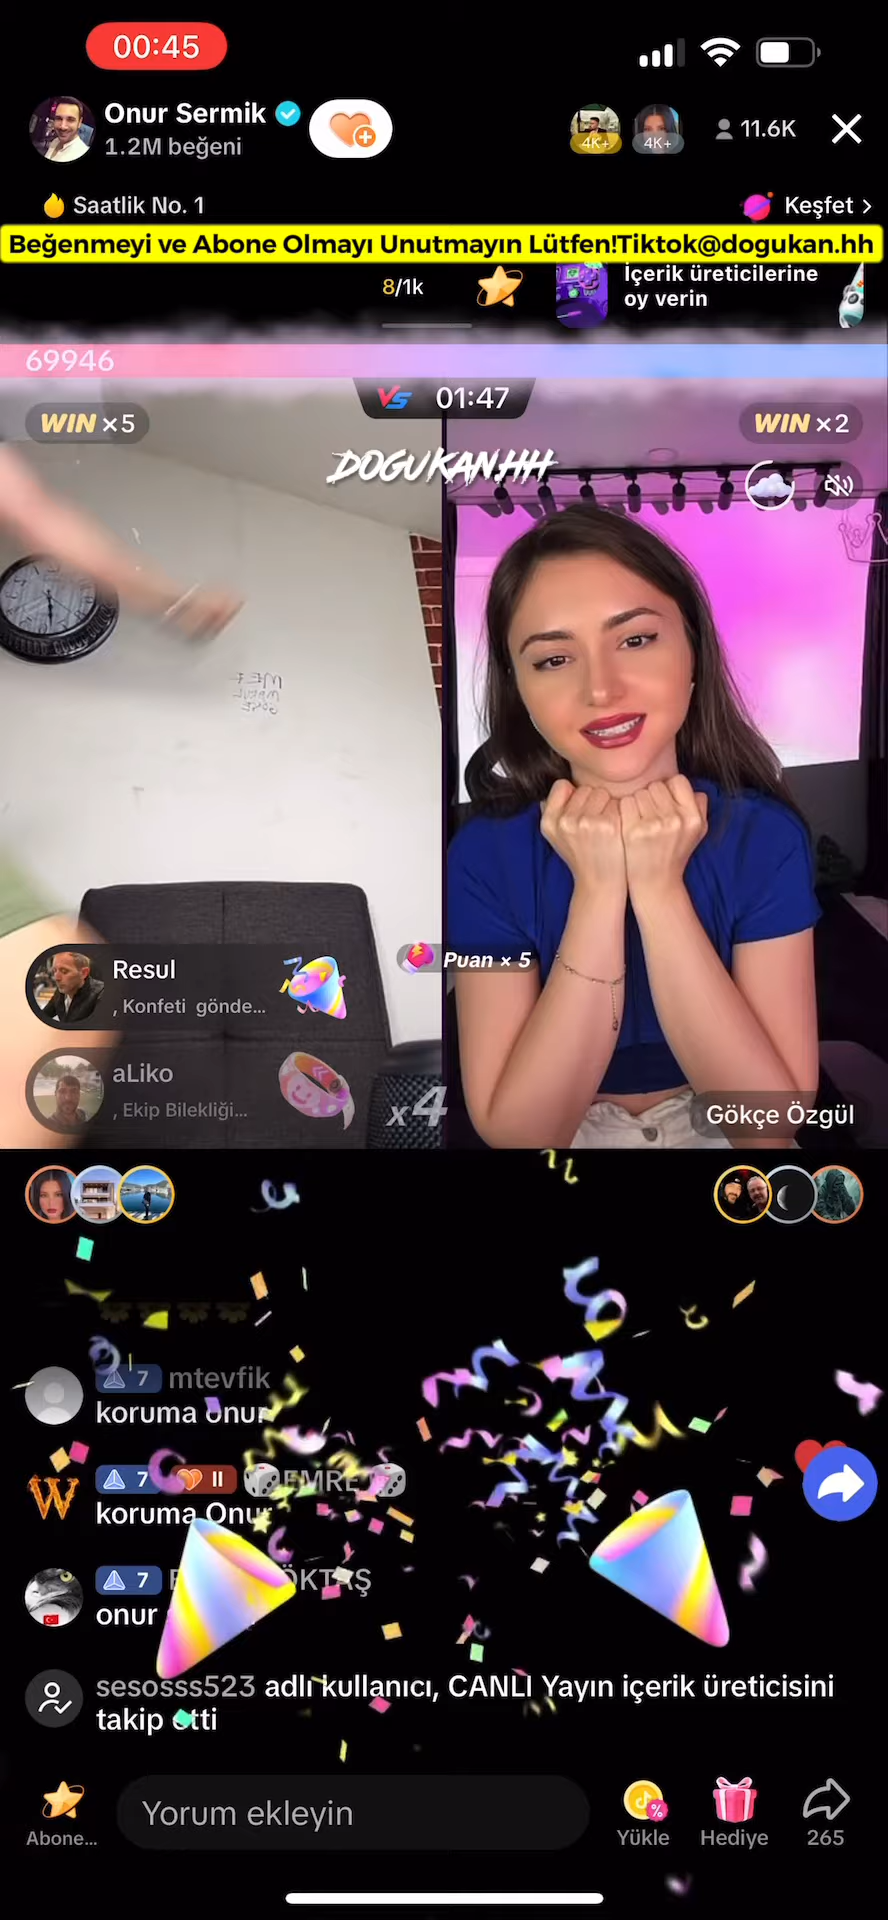 00:45
Onur Sermik
1.2M beğeni
4K+
4K+
11.6K
Saatlik No. 1
Keşfet >
Beğenmeyi ve Abone Olmayı Unutmayın Lütfen!Tiktok@dogukan.hh
8/1k
İçerik üreticilerine
oy verin
69946
VS 01:47
WIN ×5
WIN ×2
DOGUKAN.HH
Resul
, Konfeti gönde...
Puan × 5
aLiko
, Ekip Bilekliği...
x4
Gökçe Özgül
7 mtevfik
koruma onur
7 II EMRE
koruma Onur
7
onur
sesosss523 adlı kullanıcı, CANLI Yayın içerik üreticisini
takip etti
Abone...
Yorum ekleyin
Yükle
Hediye
265